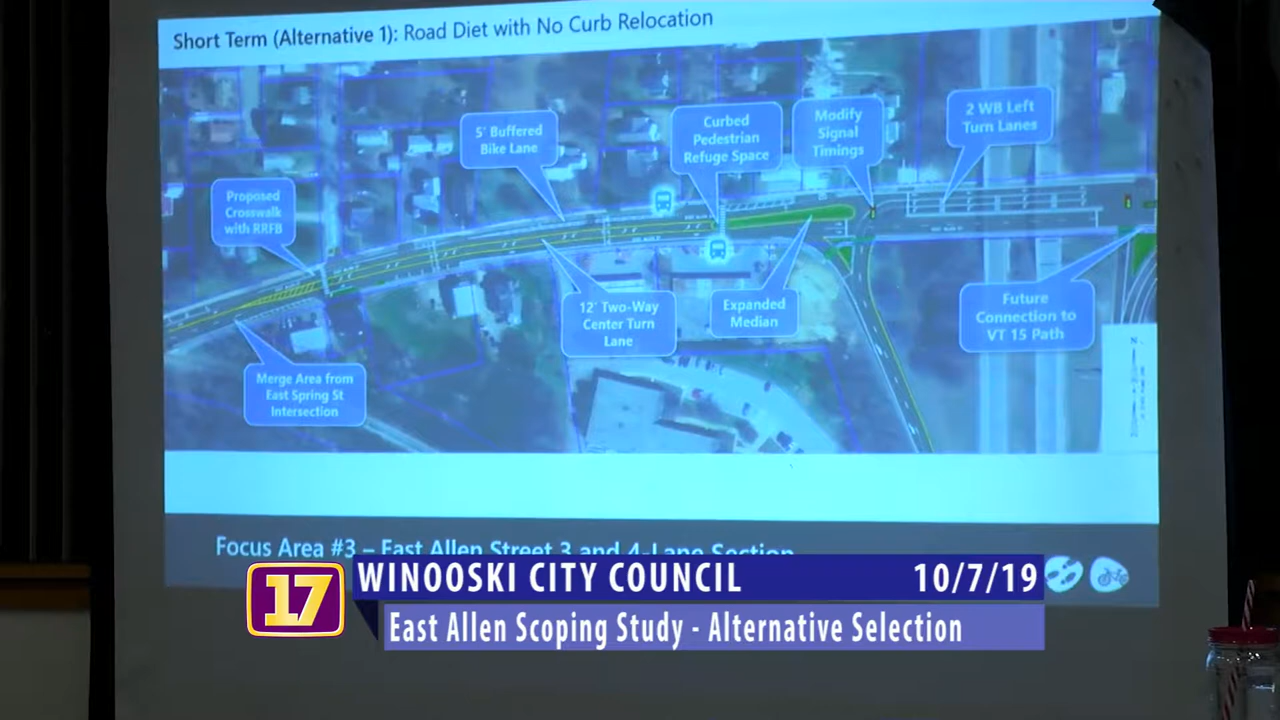 Short Term (Alternative 1): Road Diet with No Curb Relocation
5' Buffered
Bike Lane
Curbed
Pedestrian
Refuge Space
Modify
Signal
Timings
2 WB Left
Turn Lanes
Proposed
Crosswalk
with RRFB
12' Two-Way
Center Turn
Lane
Expanded
Median
Future
Connection to
VT 15 Path
Merge Area from
East Spring St
Intersection
Focus Area #3 – East Allen Street 3 and 4-Lane Section
17
WINOOSKI CITY COUNCIL 10/7/19
East Allen Scoping Study - Alternative Selection